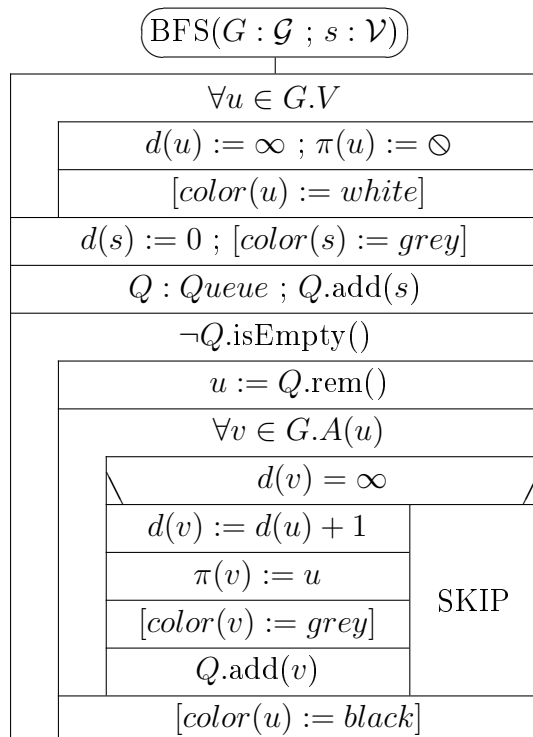 BFS(G : 𝒢 ; s : 𝒱)
∀u ∈ G.V
d(u) := ∞ ; π(u) := ⦸
[color(u) := white]
d(s) := 0 ; [color(s) := grey]
Q : Queue ; Q.add(s)
¬Q.isEmpty()
u := Q.rem()
∀v ∈ G.A(u)
d(v) = ∞
d(v) := d(u) + 1
π(v) := u
[color(v) := grey]
Q.add(v)
SKIP
[color(u) := black]